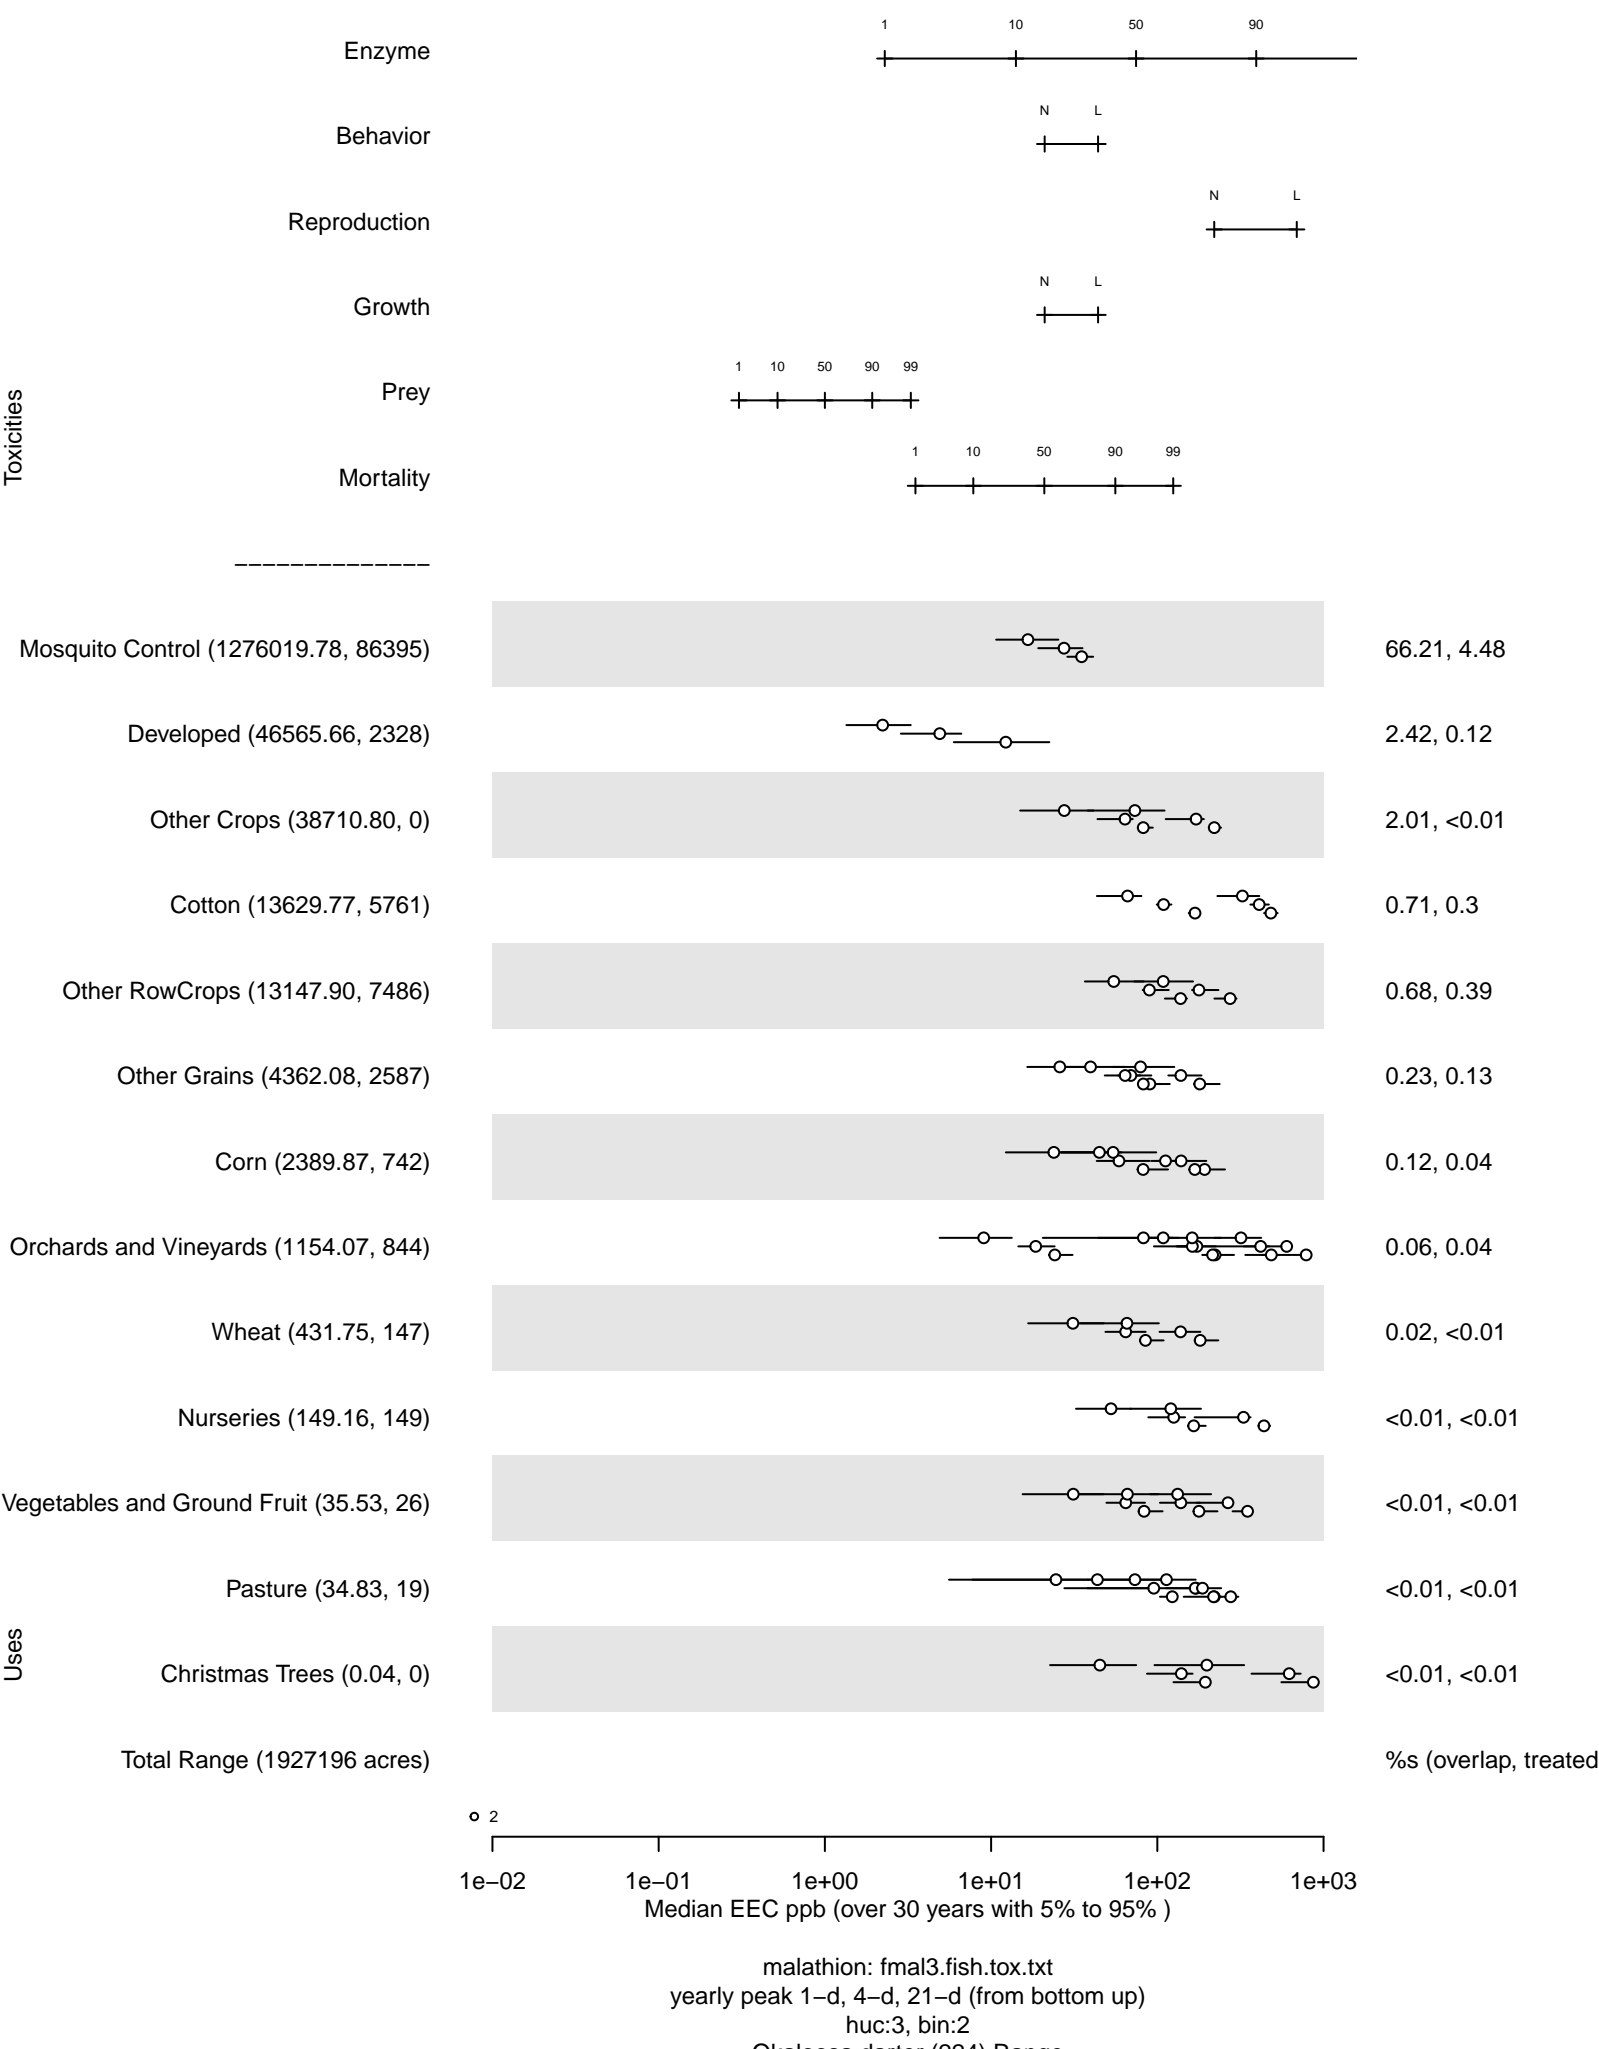 1 10 50 90
Enzyme
N L
Behavior
N L
Reproduction
N L
Growth
1 10 50 90 99
Prey
1 10 50 90 99
Mortality
Toxicities
−−−−−−−−−−−−−−
Mosquito Control (1276019.78, 86395) 66.21, 4.48
Developed (46565.66, 2328) 2.42, 0.12
Other Crops (38710.80, 0) 2.01, <0.01
Cotton (13629.77, 5761) 0.71, 0.3
Other RowCrops (13147.90, 7486) 0.68, 0.39
Other Grains (4362.08, 2587) 0.23, 0.13
Corn (2389.87, 742) 0.12, 0.04
Orchards and Vineyards (1154.07, 844) 0.06, 0.04
Wheat (431.75, 147) 0.02, <0.01
Nurseries (149.16, 149) <0.01, <0.01
Vegetables and Ground Fruit (35.53, 26) <0.01, <0.01
Pasture (34.83, 19) <0.01, <0.01
Christmas Trees (0.04, 0) <0.01, <0.01
Uses
Total Range (1927196 acres) %s (overlap, treated
2
1e−02 1e−01 1e+00 1e+01 1e+02 1e+03
Median EEC ppb (over 30 years with 5% to 95% )
malathion: fmal3.fish.tox.txt
yearly peak 1−d, 4−d, 21−d (from bottom up)
huc:3, bin:2